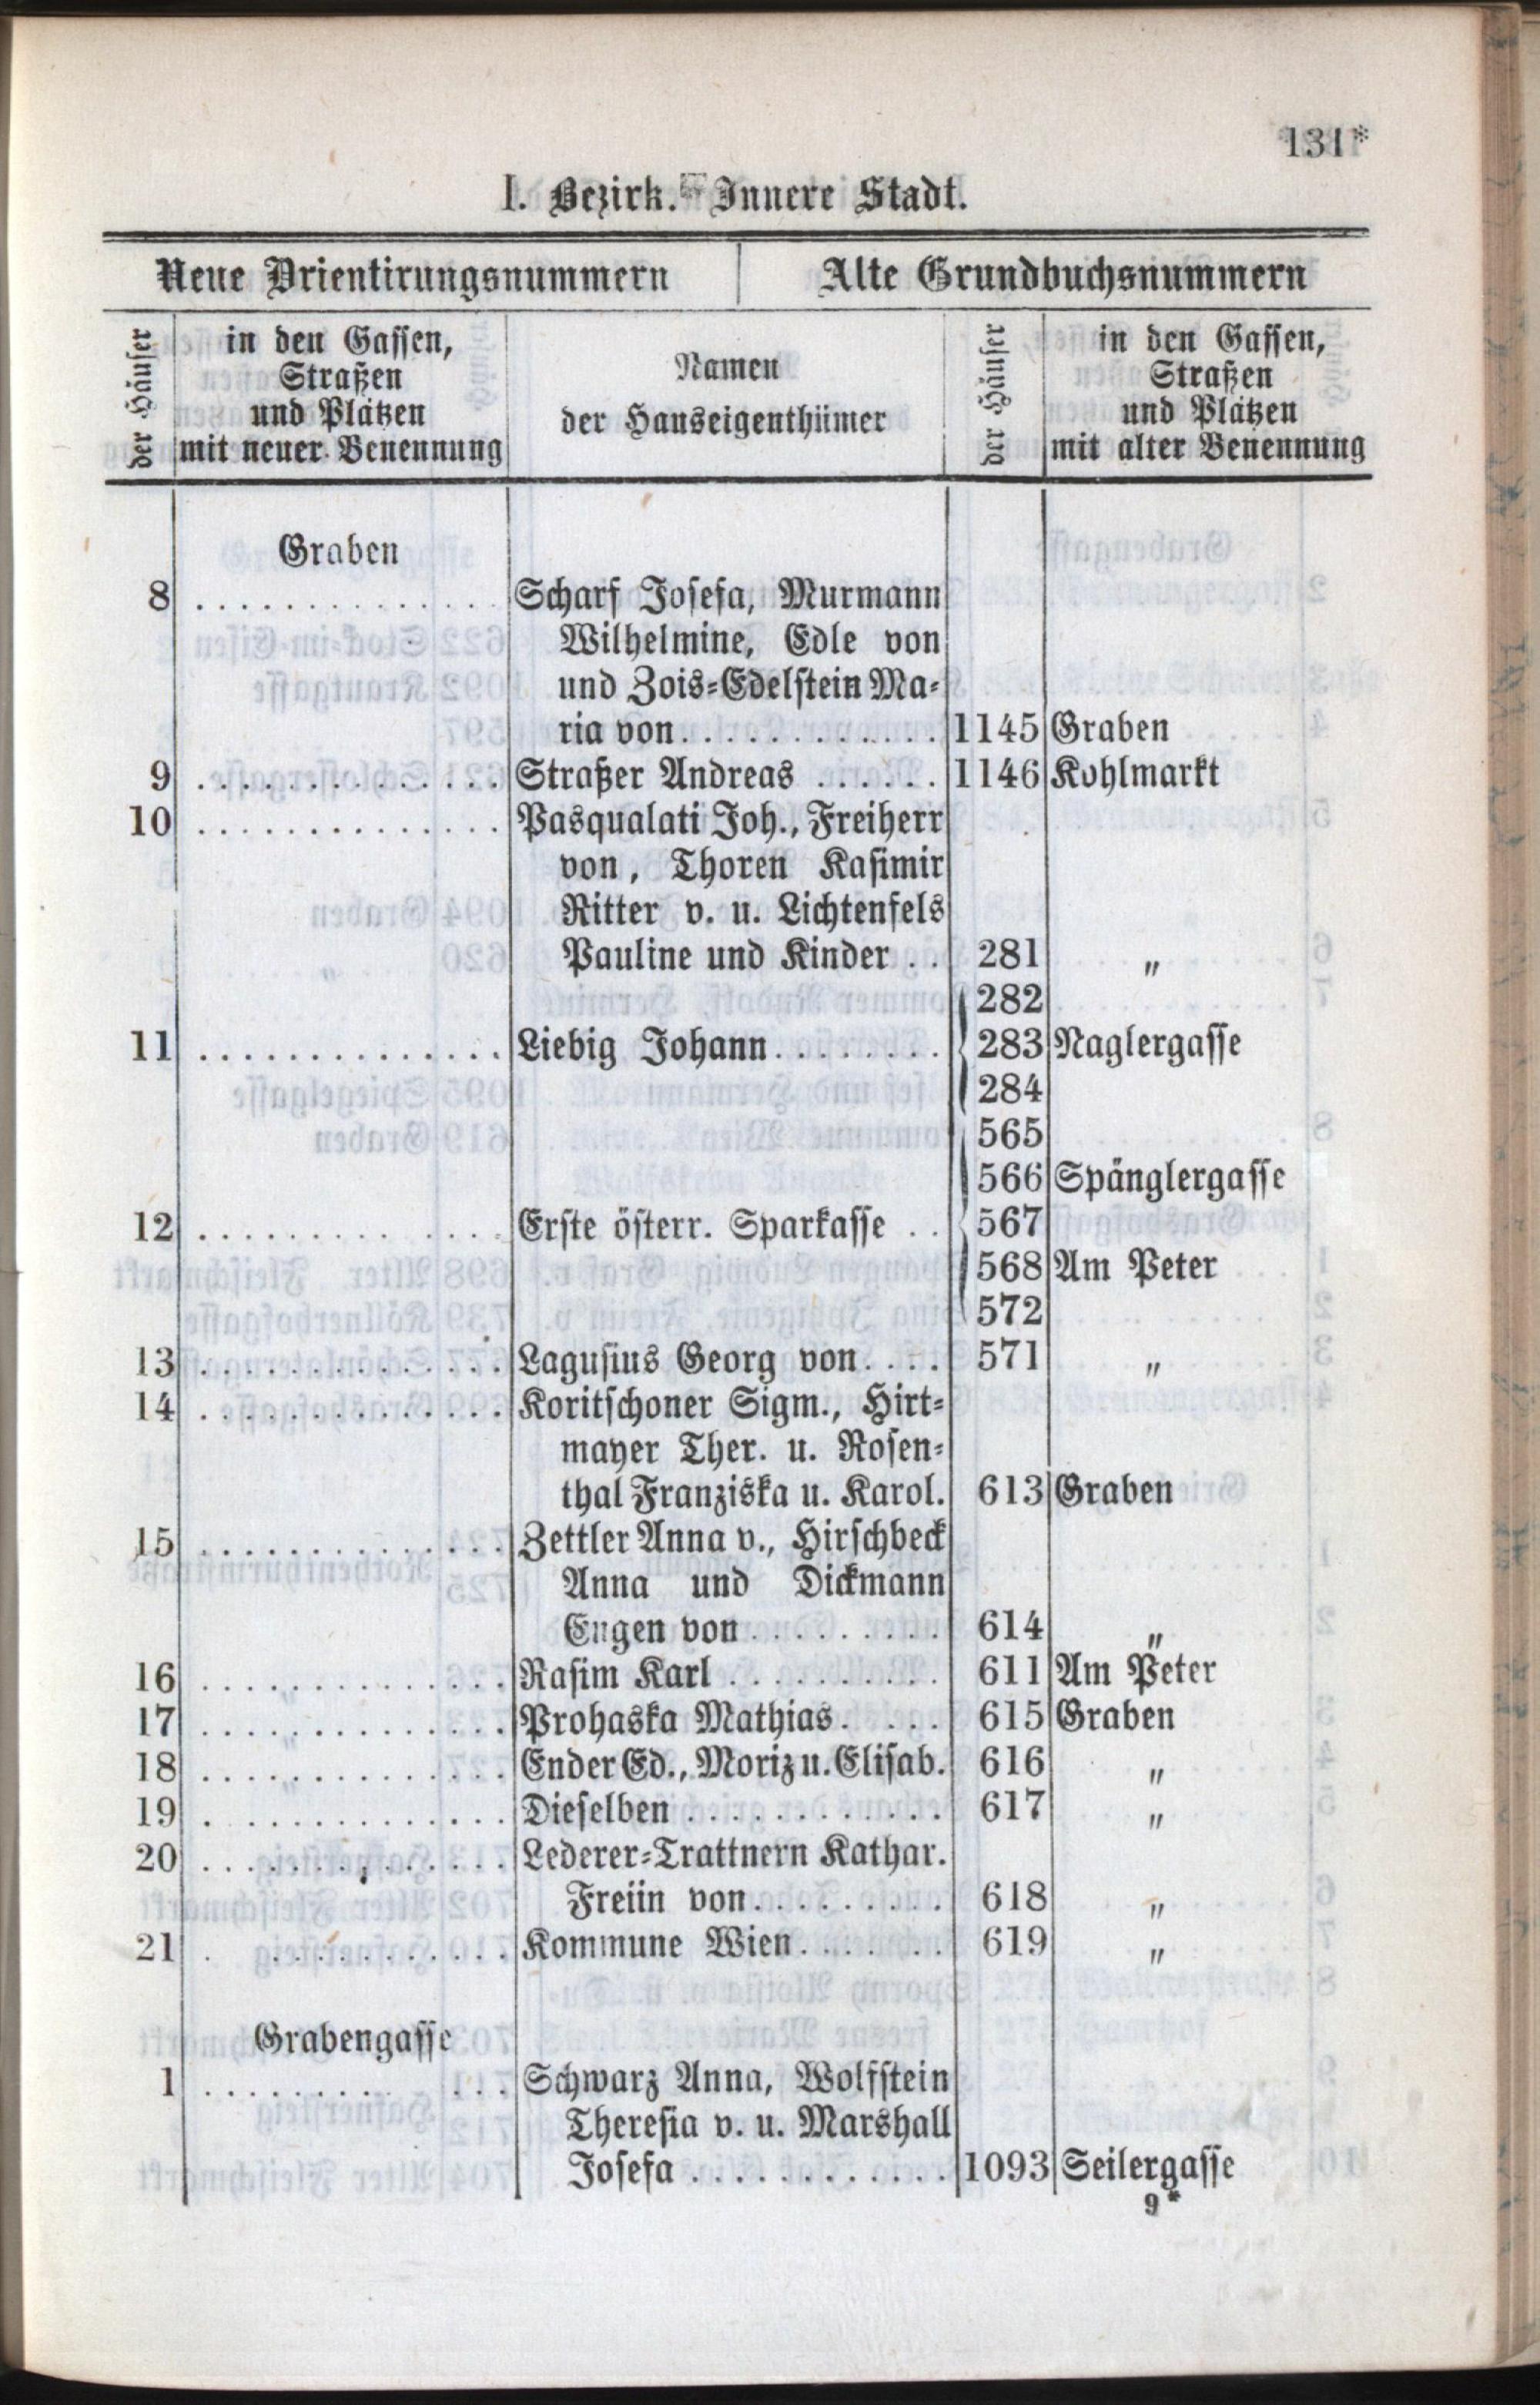 131*
I. Bezirk. Innere Stadt.
Neue Orientirungsnummern Alte Grundbuchsnummern
der Häuser
in den Gassen,
Straßen
und Plätzen
mit neuer Benennung
Namen
der Hauseigenthümer
der Häuser
in den Gassen,
Straßen
und Plätzen
mit alter Benennung
Graben
8 .............. Scharf Josefa, Murmann
Wilhelmine, Edle von
und Zois-Edelstein Ma-
ria von............ 1145 Graben
9 .............. Straßer Andreas ...... 1146 Kohlmarkt
10 .............. Pasqualati Joh., Freiherr
von, Thoren Kasimir
Ritter v. u. Lichtenfels
Pauline und Kinder .. 281 „
282
11 .............. Liebig Johann........ 283 Naglergasse
284
565
566 Spänglergasse
12 .............. Erste österr. Sparkasse .. 567
568 Am Peter
572
13 .............. Lagusius Georg von.... 571 „
14 .............. Koritschoner Sigm., Hirt-
mayer Ther. u. Rosen-
thal Franziska u. Karol. 613 Graben
15 .............. Zettler Anna v., Hirschbeck
Anna und Dickmann
Eugen von ......... 614 „
16 .............. Rasim Karl .......... 611 Am Peter
17 .............. Prohaska Mathias..... 615 Graben
18 .............. Ender Ed., Moriz u. Elisab. 616 „
19 .............. Dieselben ............ 617 „
20 .............. Lederer-Trattnern Kathar.
Freiin von......... 618 „
21 .............. Kommune Wien....... 619 „
Grabengasse
1 .............. Schwarz Anna, Wolfstein
Theresia v. u. Marshall
Josefa ............ 1093 Seilergasse
9*